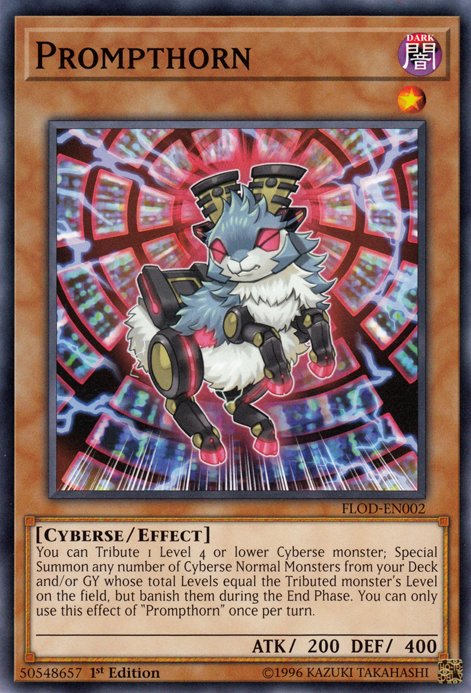 PROMPTHORN
DARK
闇
FLOD-EN002
[CYBERSE/EFFECT]
You can Tribute 1 Level 4 or lower Cyberse monster; Special
Summon any number of Cyberse Normal Monsters from your Deck
and/or GY whose total Levels equal the Tributed monster's Level
on the field, but banish them during the End Phase. You can only
use this effect of "Prompthorn" once per turn.
ATK/ 200 DEF/ 400
50548657 1st Edition ©1996 KAZUKI TAKAHASHI